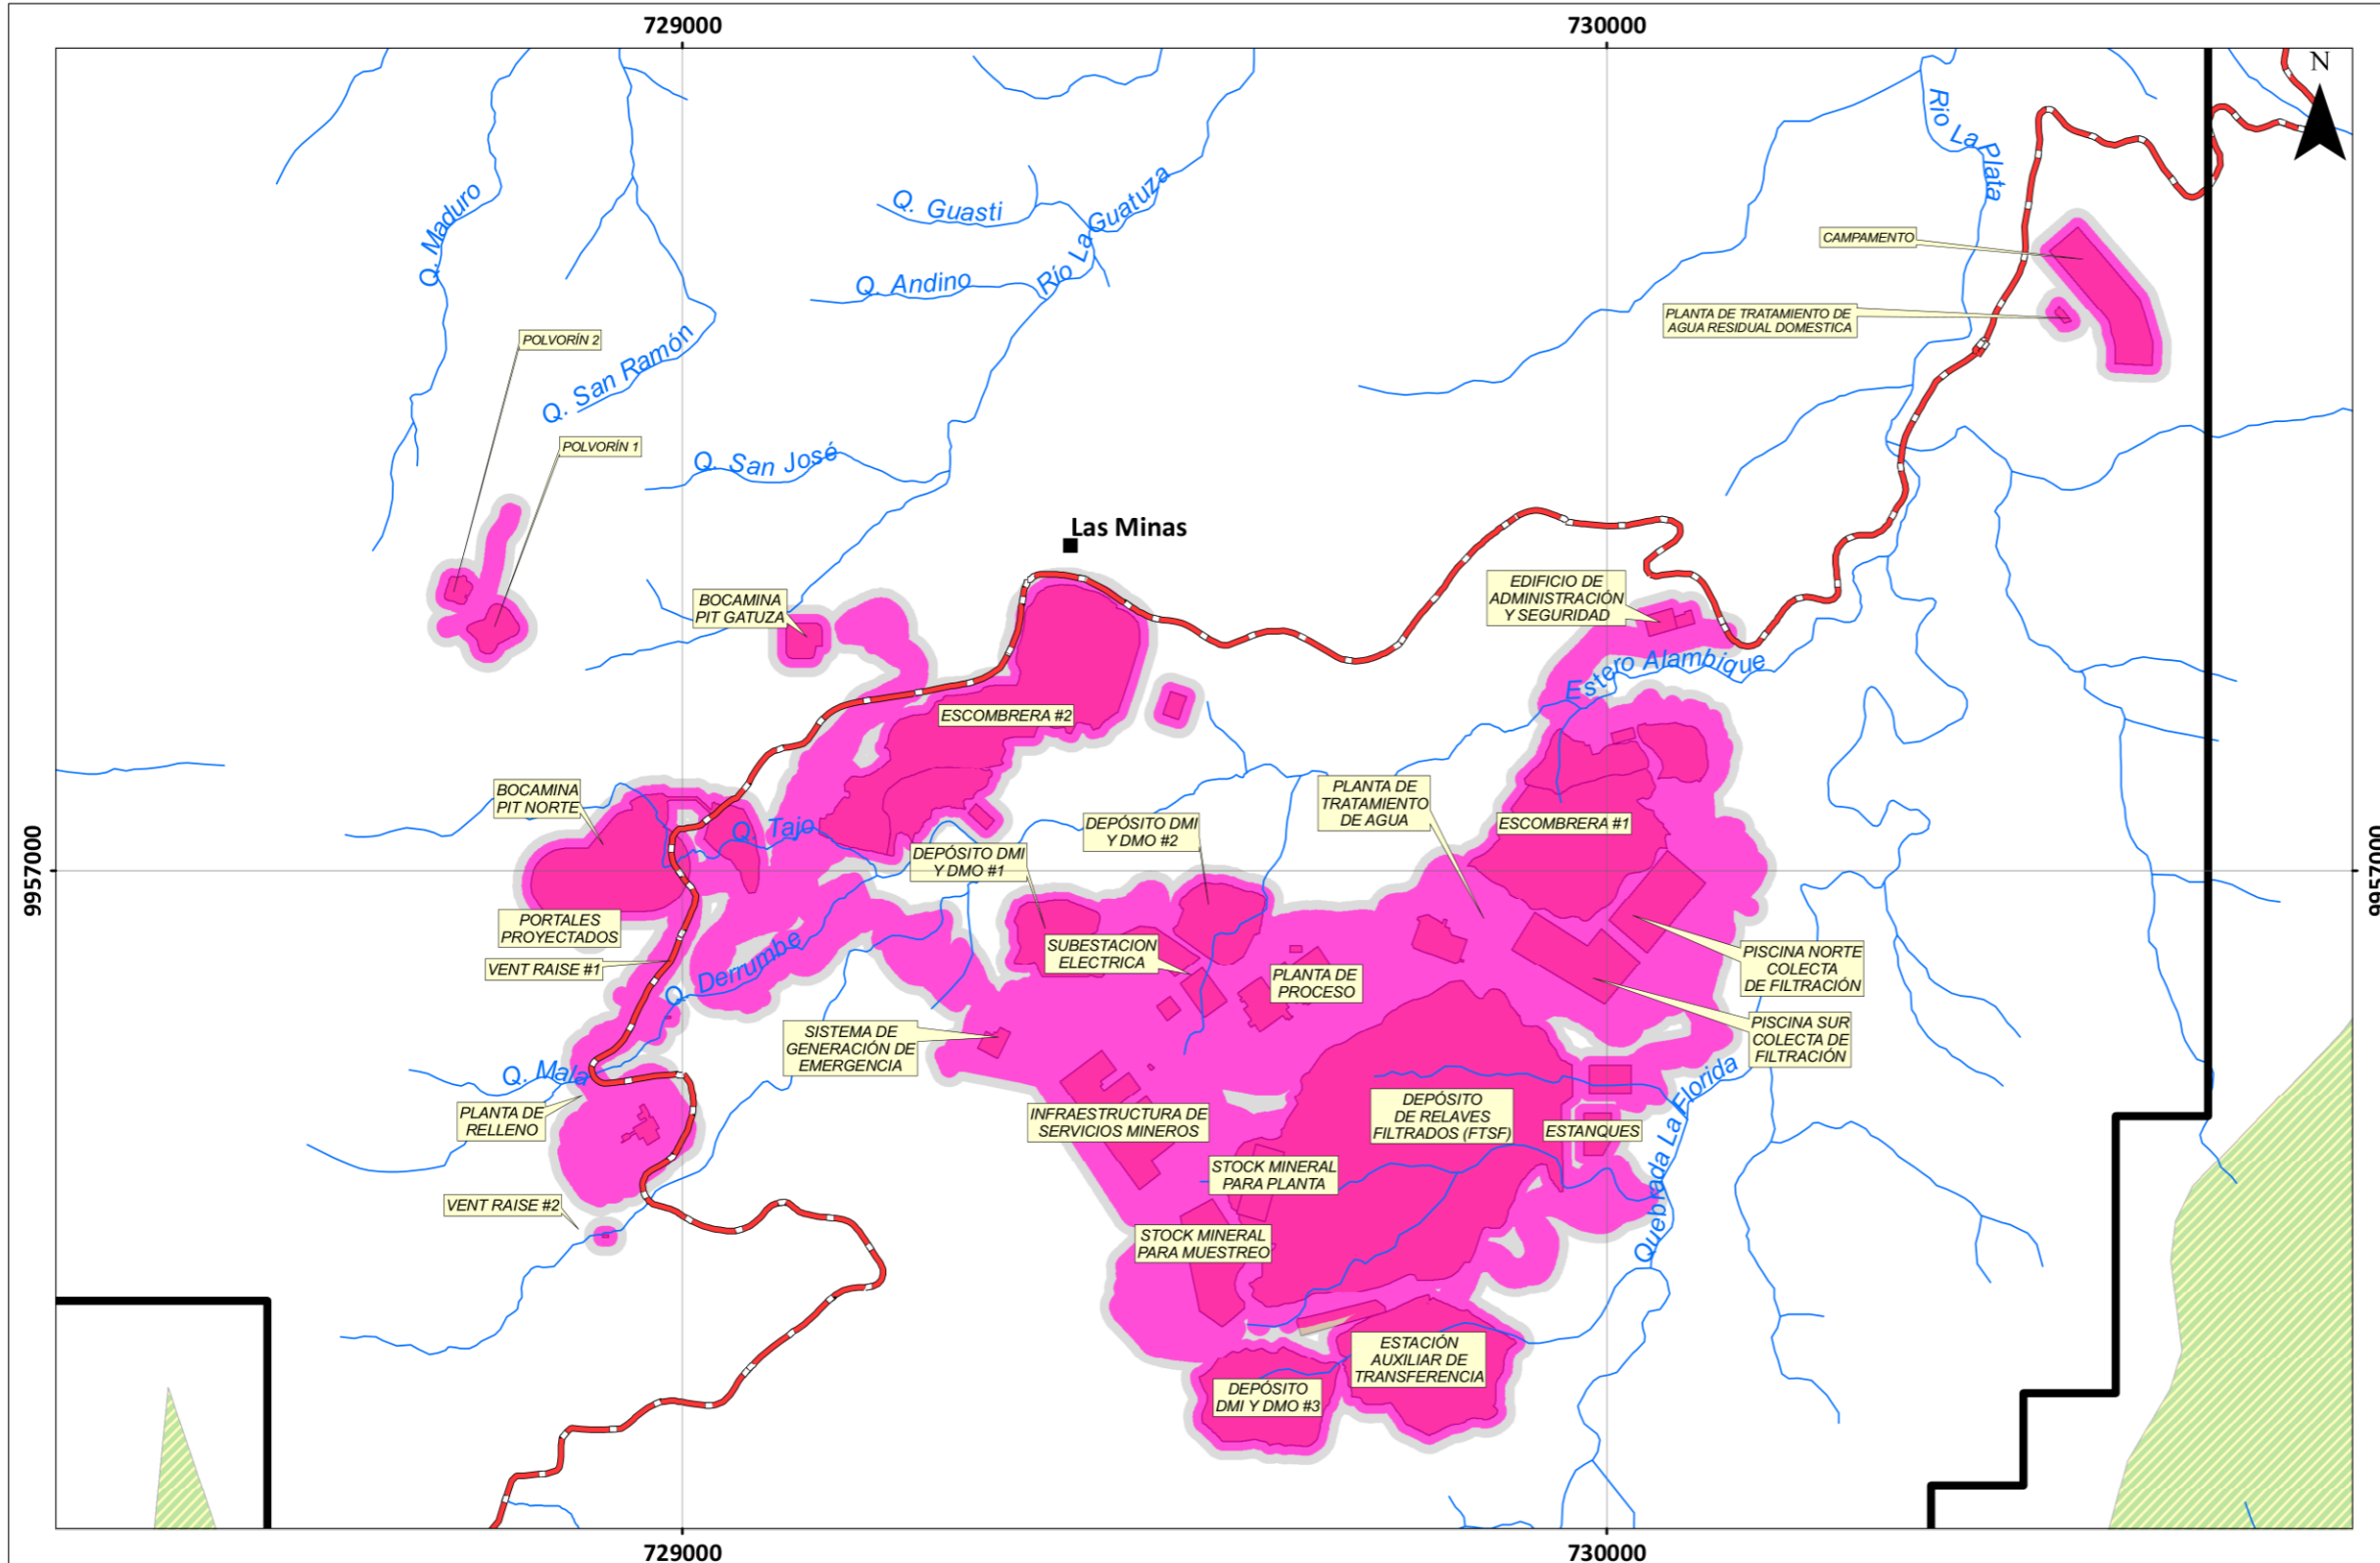 729000
730000
N
Rio La Plata
Q. Maduro
Q. Guasti
Río La Guatuza
CAMPAMENTO
Q. Andino
PLANTA DE TRATAMIENTO DE
AGUA RESIDUAL DOMESTICA
POLVORÍN 2
Q. San Ramón
POLVORÍN 1
Q. San José
Las Minas
BOCAMINA
PIT GATUZA
EDIFICIO DE
ADMINISTRACIÓN
Y SEGURIDAD
Estero Alambique
ESCOMBRERA #2
BOCAMINA
PIT NORTE
PLANTA DE
TRATAMIENTO
DE AGUA
ESCOMBRERA #1
Q. Tajo
DEPÓSITO DMI
Y DMO #2
DEPÓSITO DMI
Y DMO #1
9957000
9957000
PORTALES
PROYECTADOS
SUBESTACION
ELECTRICA
PISCINA NORTE
COLECTA
DE FILTRACIÓN
VENT RAISE #1
Q. Derrumbe
PLANTA DE
PROCESO
SISTEMA DE
GENERACIÓN DE
EMERGENCIA
PISCINA SUR
COLECTA DE
FILTRACIÓN
Q. Mala
PLANTA DE
RELLENO
INFRAESTRUCTURA DE
SERVICIOS MINEROS
DEPÓSITO
DE RELAVES
FILTRADOS (FTSF)
ESTANQUES
Quebrada La Florida
STOCK MINERAL
PARA PLANTA
VENT RAISE #2
STOCK MINERAL
PARA MUESTREO
ESTACIÓN
AUXILIAR DE
TRANSFERENCIA
DEPÓSITO
DMI Y DMO #3
729000
730000